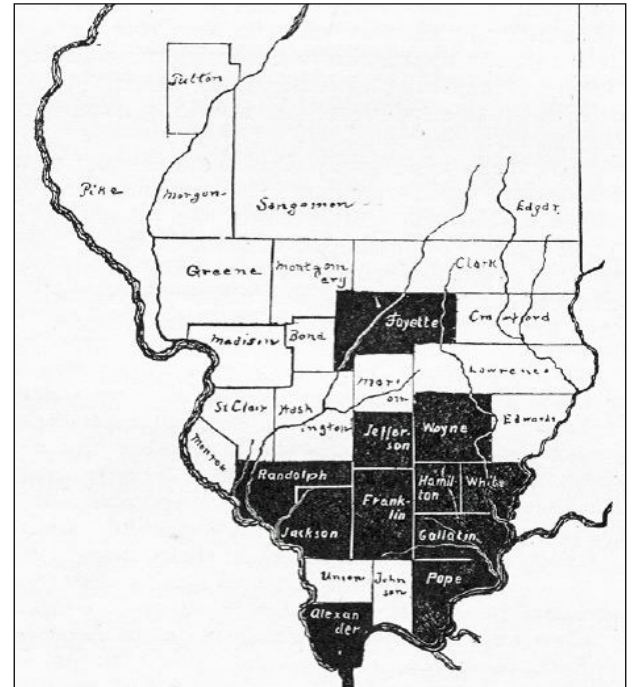 Fulton
Pike
Morgan
Sangamon
Edgar
Greene
Montgom
ery
Clark
Fayette
Crawford
Madison
Bond
Lawrence
Mari
on
St Clair
Wash
ington
Edwards
Jeffer-
son
Wayne
Monroe
Randolph
Hamil
ton
White
Frank-
lin
Jackson
Gallatin
Union
John
son
Pope
Alexan
der